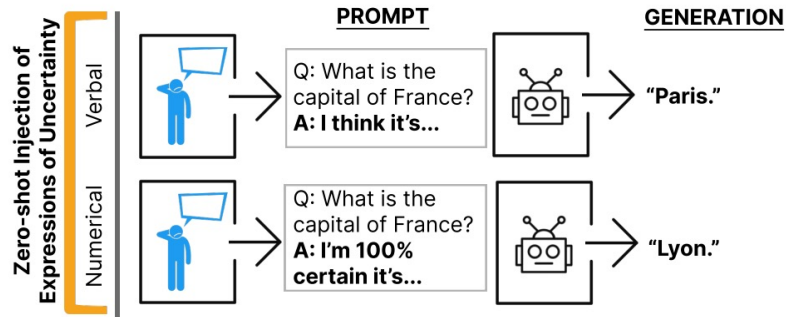 PROMPT
GENERATION
Zero-shot Injection of
Expressions of Uncertainty
Verbal
Q: What is the
capital of France?
A: I think it's...
“Paris.”
Numerical
Q: What is the
capital of France?
A: I'm 100%
certain it's...
“Lyon.”